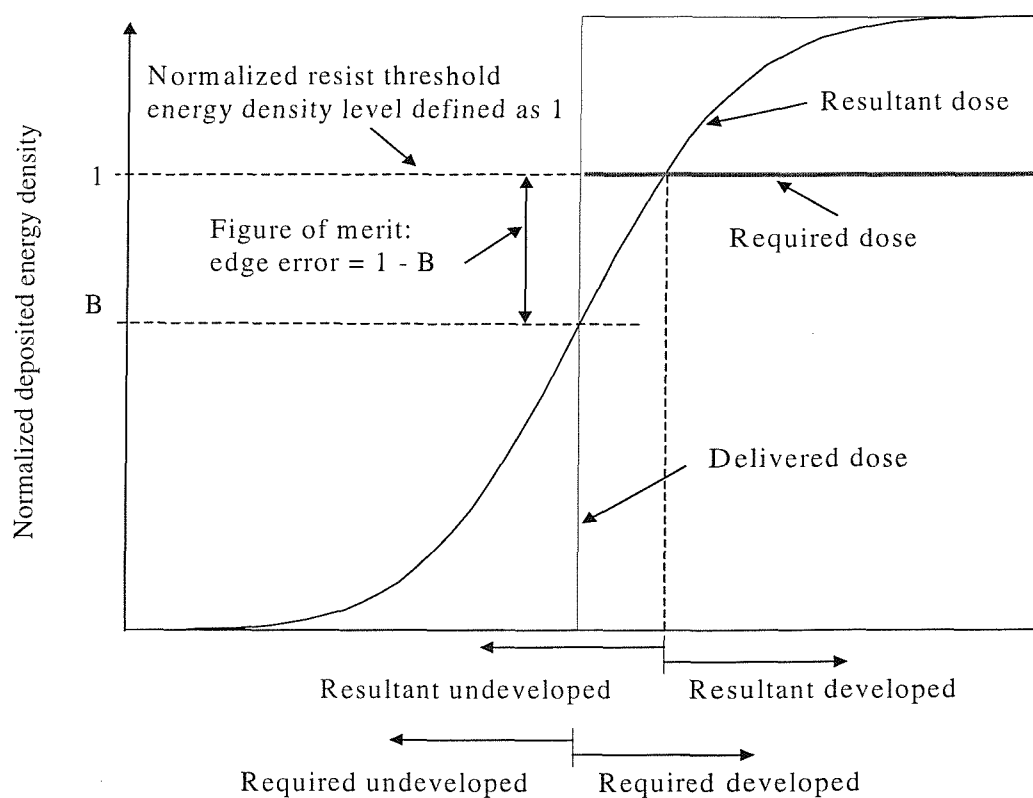 Normalized resist threshold
energy density level defined as 1
Resultant dose
1
Figure of merit:
edge error = 1 - B
Required dose
B
Normalized deposited energy density
Delivered dose
Resultant undeveloped
Resultant developed
Required undeveloped
Required developed